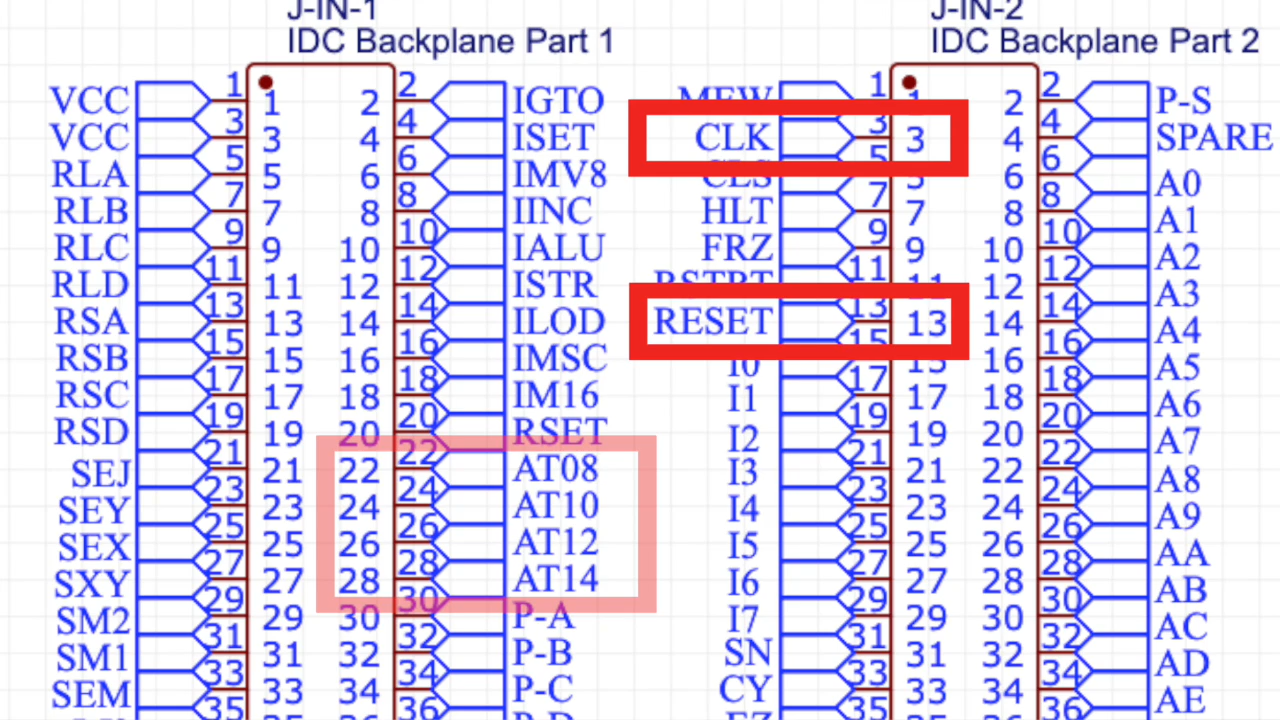 J-IN-1
IDC Backplane Part 1
VCC 1 1 2 2 IGTO
VCC 3 3 4 4 ISET
RLA 5 5 6 6 IMV8
RLB 7 7 8 8 IINC
RLC 9 9 10 10 IALU
RLD 11 11 12 12 ISTR
RSA 13 13 14 14 ILOD
RSB 15 15 16 16 IMSC
RSC 17 17 18 18 IM16
RSD 19 19 20 20 RSET
SEJ 21 21 22 22 AT08
SEY 23 23 24 24 AT10
SEX 25 25 26 26 AT12
SXY 27 27 28 28 AT14
SM2 29 29 30 30 P-A
SM1 31 31 32 32 P-B
SEM 33 33 34 34 P-C
35 36
J-IN-2
IDC Backplane Part 2
MEW 1 1 2 2 P-S
CLK 3 3 4 4 SPARE
CLS 5 5 6 6 A0
HLT 7 7 8 8 A1
FRZ 9 9 10 10 A2
RSTRT 11 11 12 12 A3
RESET 13 13 14 14 A4
I0 15 15 16 16 A5
I1 17 17 18 18 A6
I2 19 19 20 20 A7
I3 21 21 22 22 A8
I4 23 23 24 24 A9
I5 25 25 26 26 AA
I6 27 27 28 28 AB
I7 29 29 30 30 AC
SN 31 31 32 32 AD
CY 33 33 34 34 AE
35 36